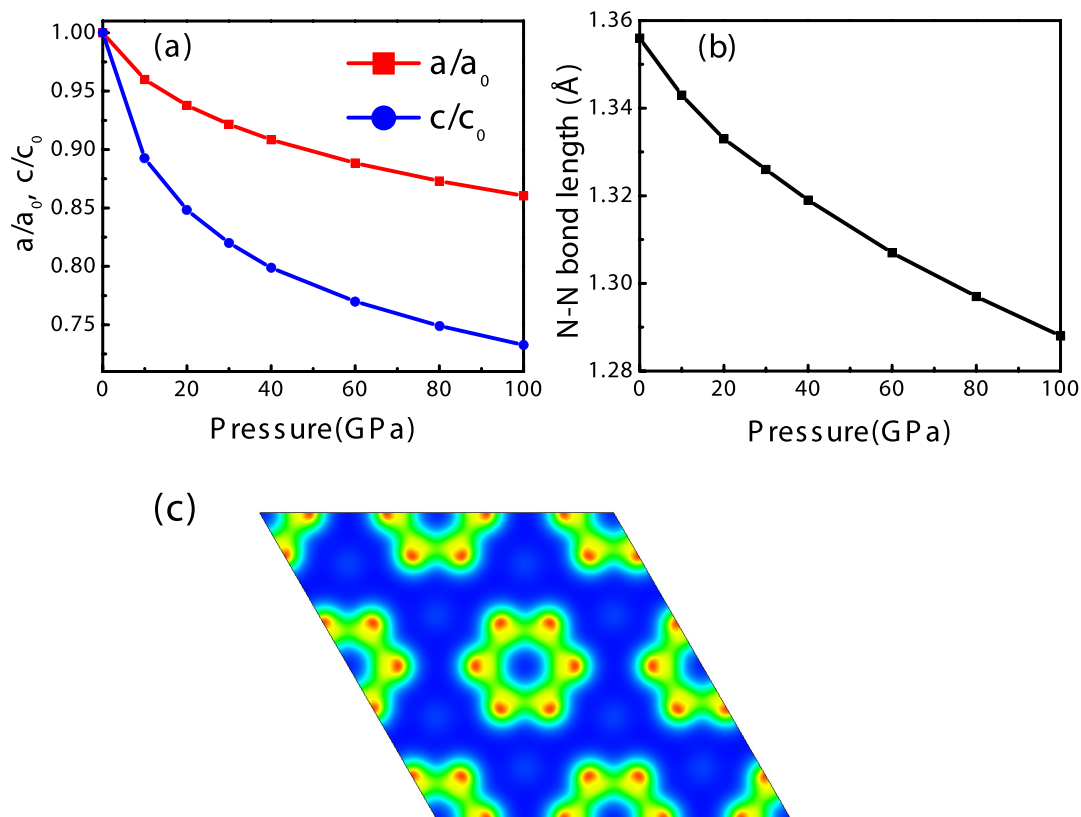 (a)
a/a0
c/c0
1.00
0.95
0.90
0.85
0.80
0.75
a/a0, c/c0
0 20 40 60 80 100
Pressure(GPa)
(b)
1.36
1.34
1.32
1.30
1.28
N-N bond length (Å)
0 20 40 60 80 100
Pressure(GPa)
(c)